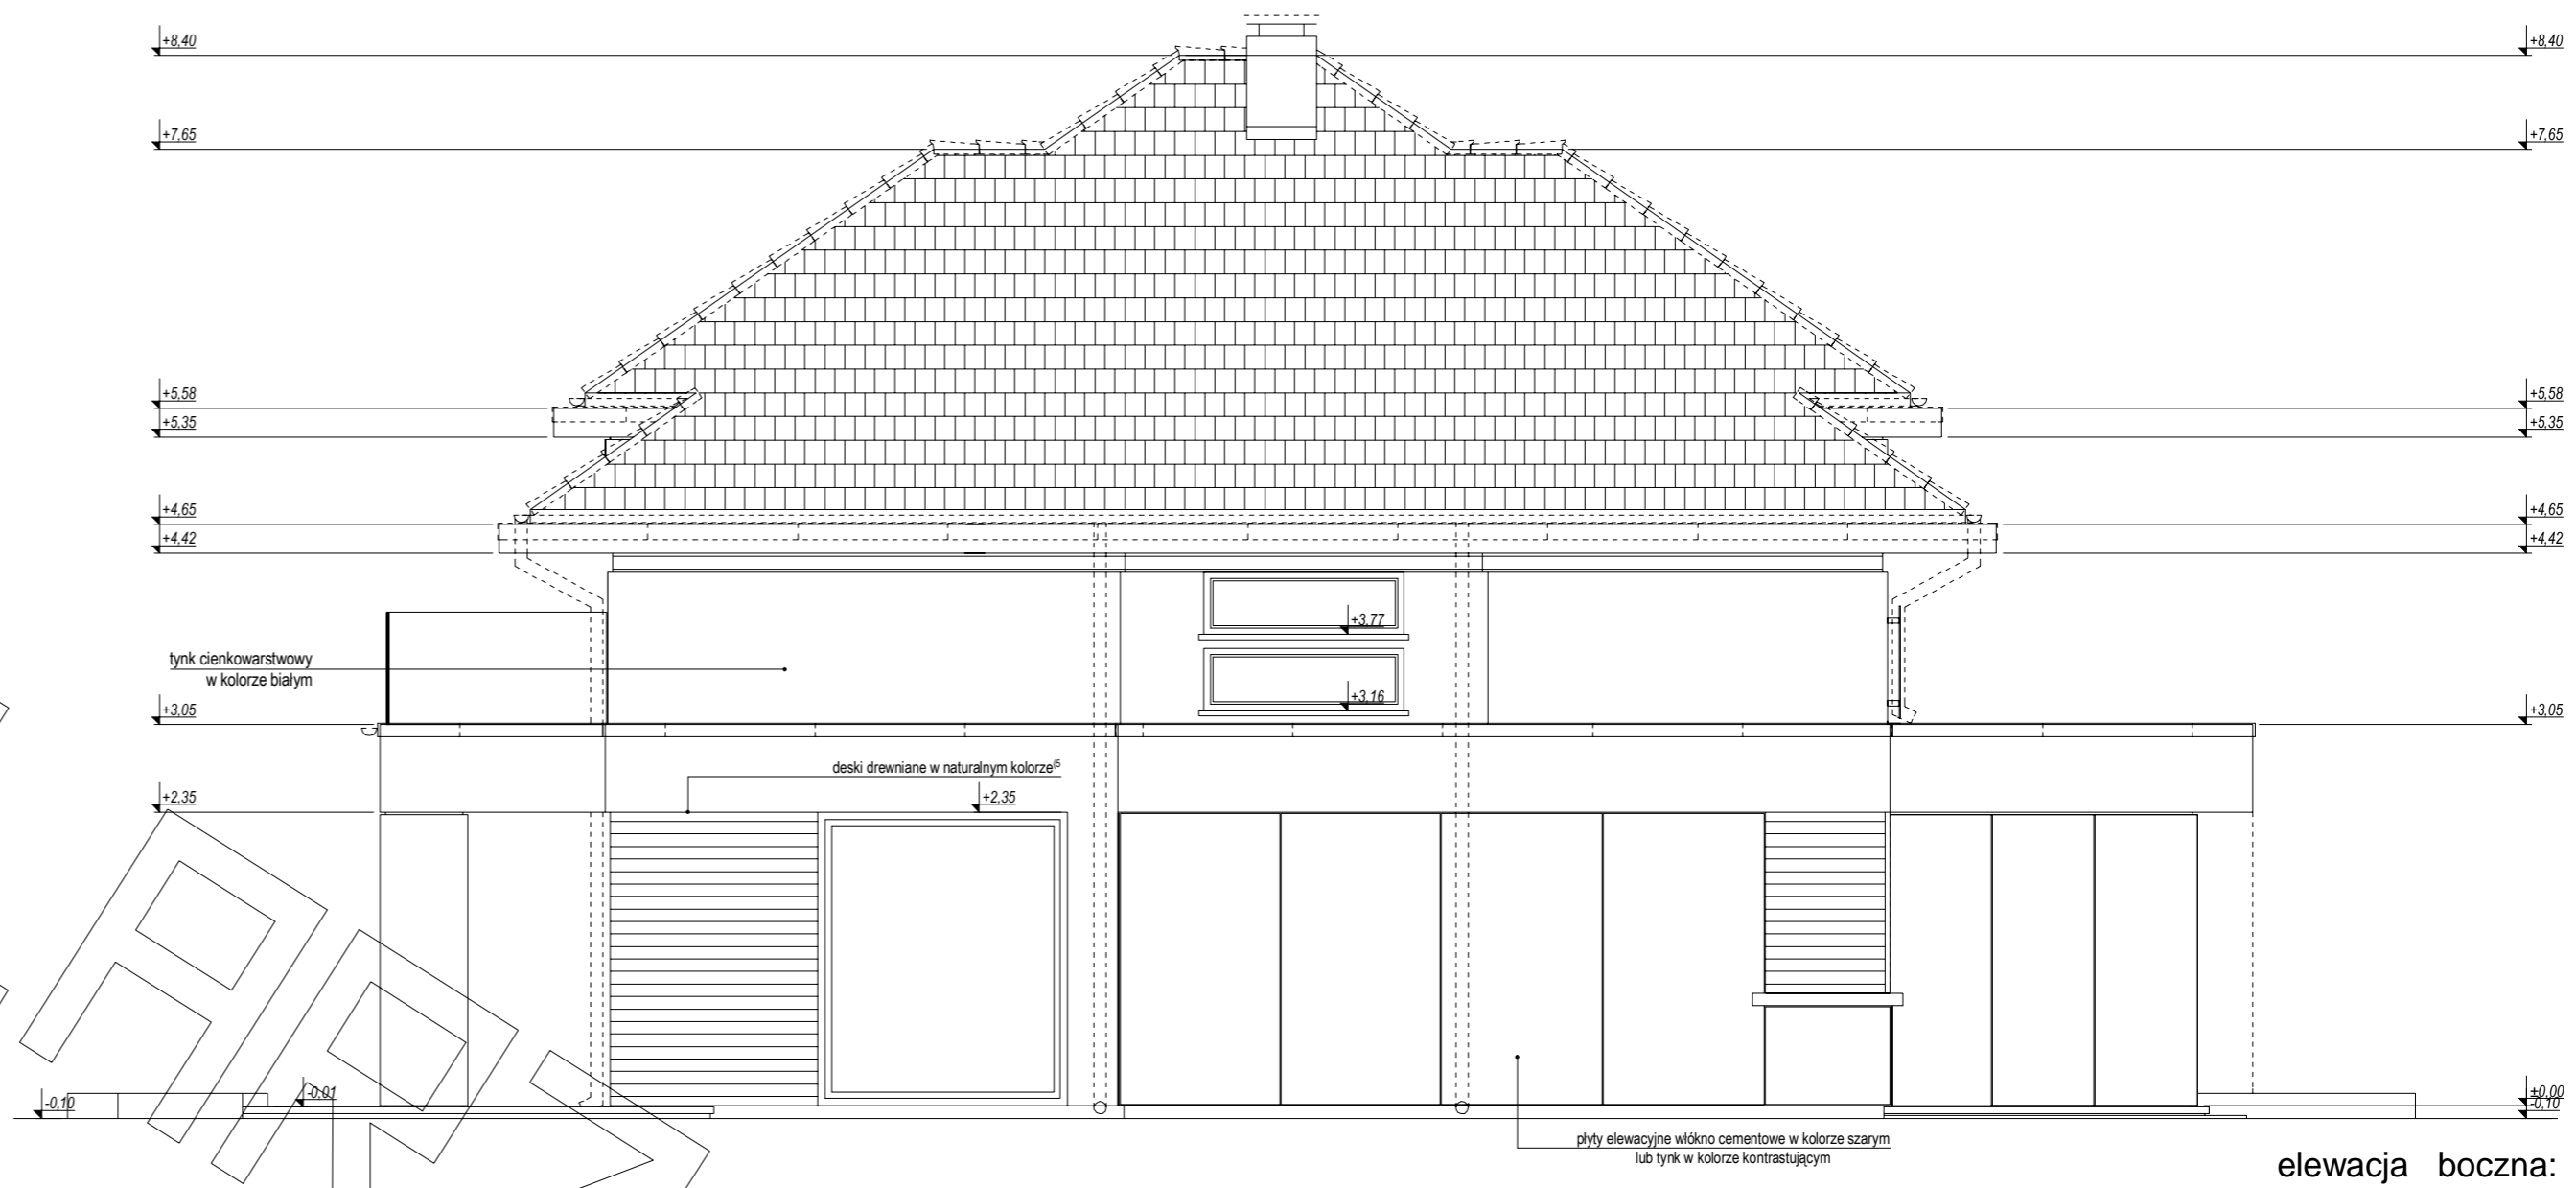 +8,40 +8,40
+7,65 +7,65
+5,58 +5,58
+5,35 +5,35
+4,65 +4,65
+4,42 +4,42
+3,77
tynk cienkowarstwowy
w kolorze białym
+3,16
+3,05 +3,05
deski drewniane w naturalnym kolorze⁽⁵
+2,35 +2,35
-0,01
±0,00
-0,10 -0,10
płyty elewacyjne włókno cementowe w kolorze szarym
lub tynk w kolorze kontrastującym
elewacja boczna: